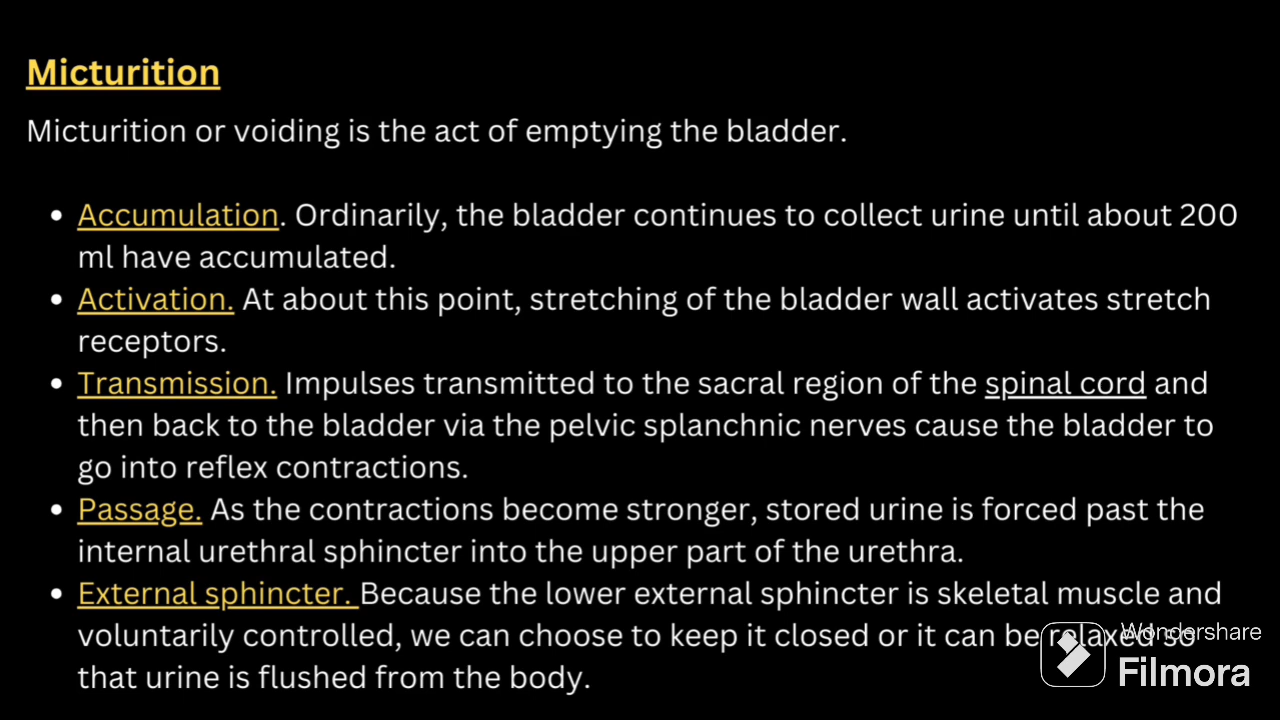 Micturition
Micturition or voiding is the act of emptying the bladder.
• Accumulation. Ordinarily, the bladder continues to collect urine until about 200
ml have accumulated.
• Activation. At about this point, stretching of the bladder wall activates stretch
receptors.
• Transmission. Impulses transmitted to the sacral region of the spinal cord and
then back to the bladder via the pelvic splanchnic nerves cause the bladder to
go into reflex contractions.
• Passage. As the contractions become stronger, stored urine is forced past the
internal urethral sphincter into the upper part of the urethra.
• External sphincter. Because the lower external sphincter is skeletal muscle and
voluntarily controlled, we can choose to keep it closed or it can be relaxed so
that urine is flushed from the body.
Wondershare
Filmora